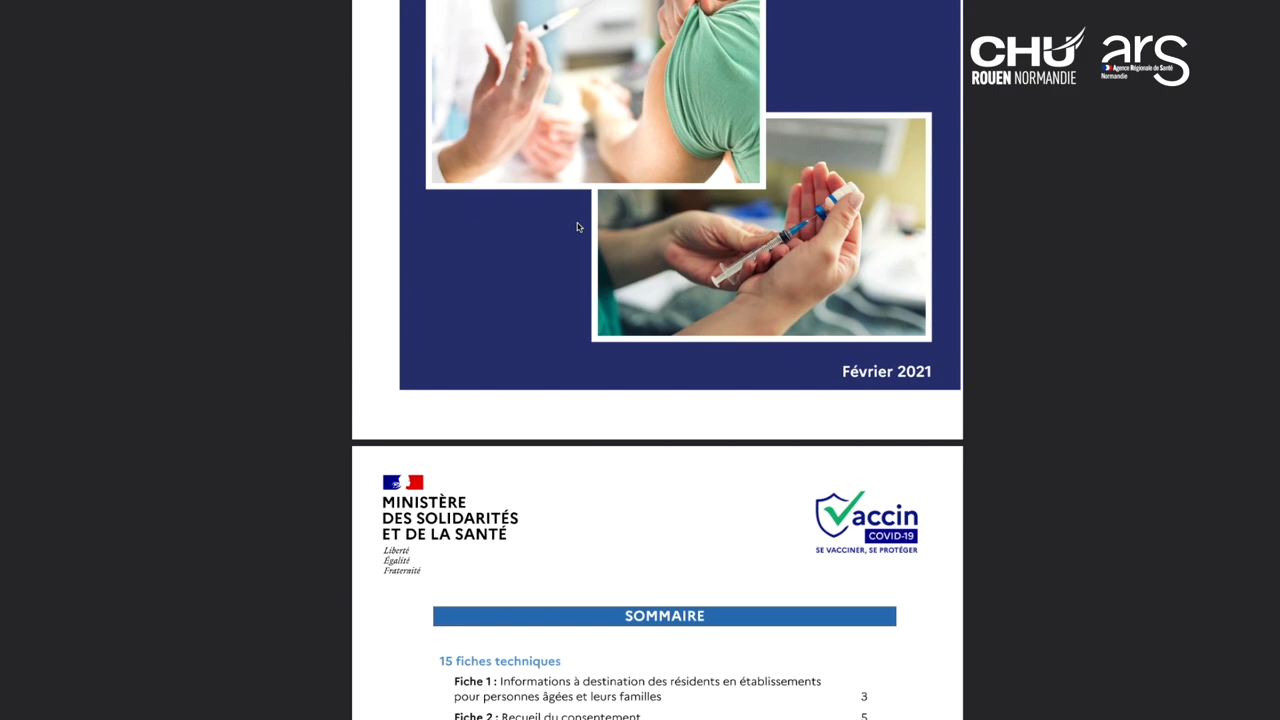 CHU
ROUEN NORMANDIE
ars
Agence Régionale de Santé
Normandie
Février 2021
MINISTÈRE
DES SOLIDARITÉS
ET DE LA SANTÉ
Liberté
Égalité
Fraternité
Vaccin
COVID-19
SE VACCINER, SE PROTÉGER
SOMMAIRE
15 fiches techniques
Fiche 1 : Informations à destination des résidents en établissements
pour personnes âgées et leurs familles 3
Fiche 2 : Recueil du consentement 5